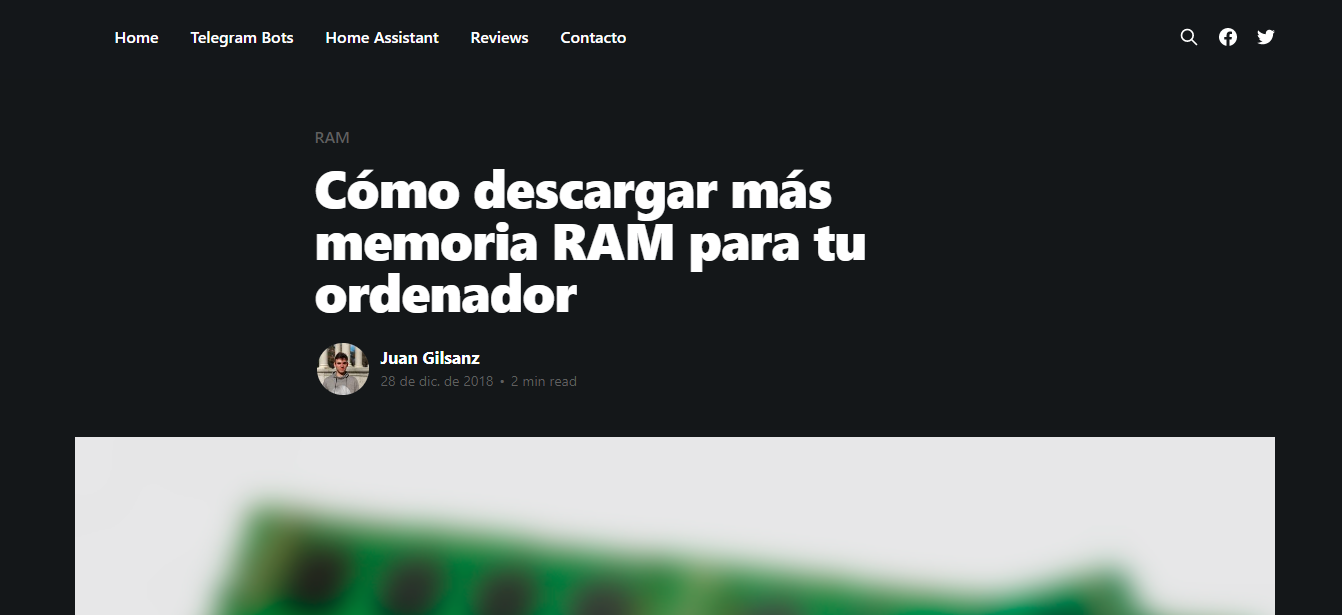 Home Telegram Bots Home Assistant Reviews Contacto
RAM
Cómo descargar más
memoria RAM para tu
ordenador
Juan Gilsanz
28 de dic. de 2018 • 2 min read